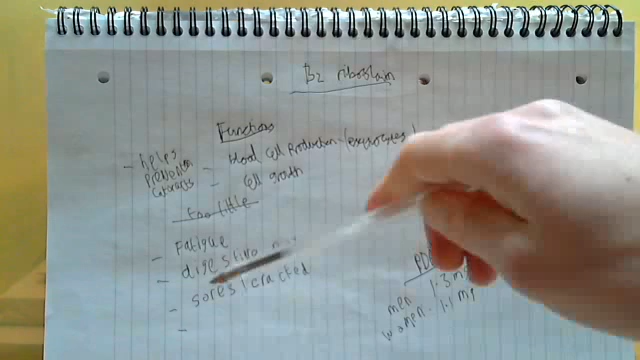 B2 riboflain
Functions
- helps prevention cataracts
- blood cell Production (erythrocytes)
- cell growth
Too little
- Fatigue
- digestive
- sores / cracked
-
men 1.3 mg
women. 1.1 mg